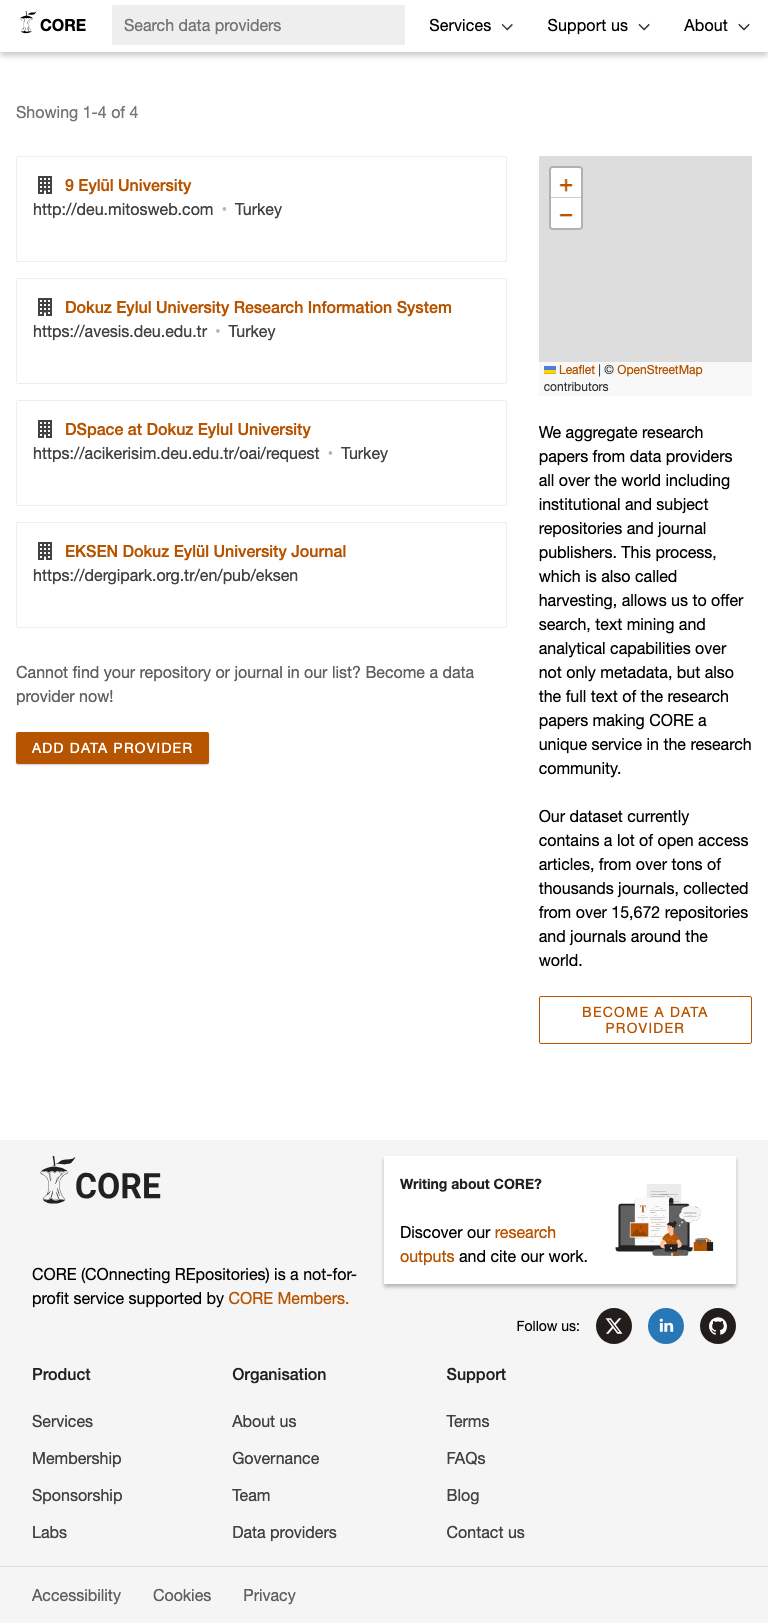 CORE
Search data providers
Services
Support us
About
Showing 1-4 of 4
9 Eylül University
http://deu.mitosweb.com • Turkey
Dokuz Eylul University Research Information System
https://avesis.deu.edu.tr • Turkey
DSpace at Dokuz Eylul University
https://acikerisim.deu.edu.tr/oai/request • Turkey
EKSEN Dokuz Eylül University Journal
https://dergipark.org.tr/en/pub/eksen
Cannot find your repository or journal in our list? Become a data
provider now!
ADD DATA PROVIDER
+
−
Leaflet | © OpenStreetMap
contributors
We aggregate research
papers from data providers
all over the world including
institutional and subject
repositories and journal
publishers. This process,
which is also called
harvesting, allows us to offer
search, text mining and
analytical capabilities over
not only metadata, but also
the full text of the research
papers making CORE a
unique service in the research
community.
Our dataset currently
contains a lot of open access
articles, from over tons of
thousands journals, collected
from over 15,672 repositories
and journals around the
world.
BECOME A DATA
PROVIDER
CORE
CORE (COnnecting REpositories) is a not-for-
profit service supported by CORE Members.
Writing about CORE?
Discover our research
outputs and cite our work.
T
Follow us:
X
in
Product
Services
Membership
Sponsorship
Labs
Organisation
About us
Governance
Team
Data providers
Support
Terms
FAQs
Blog
Contact us
Accessibility
Cookies
Privacy